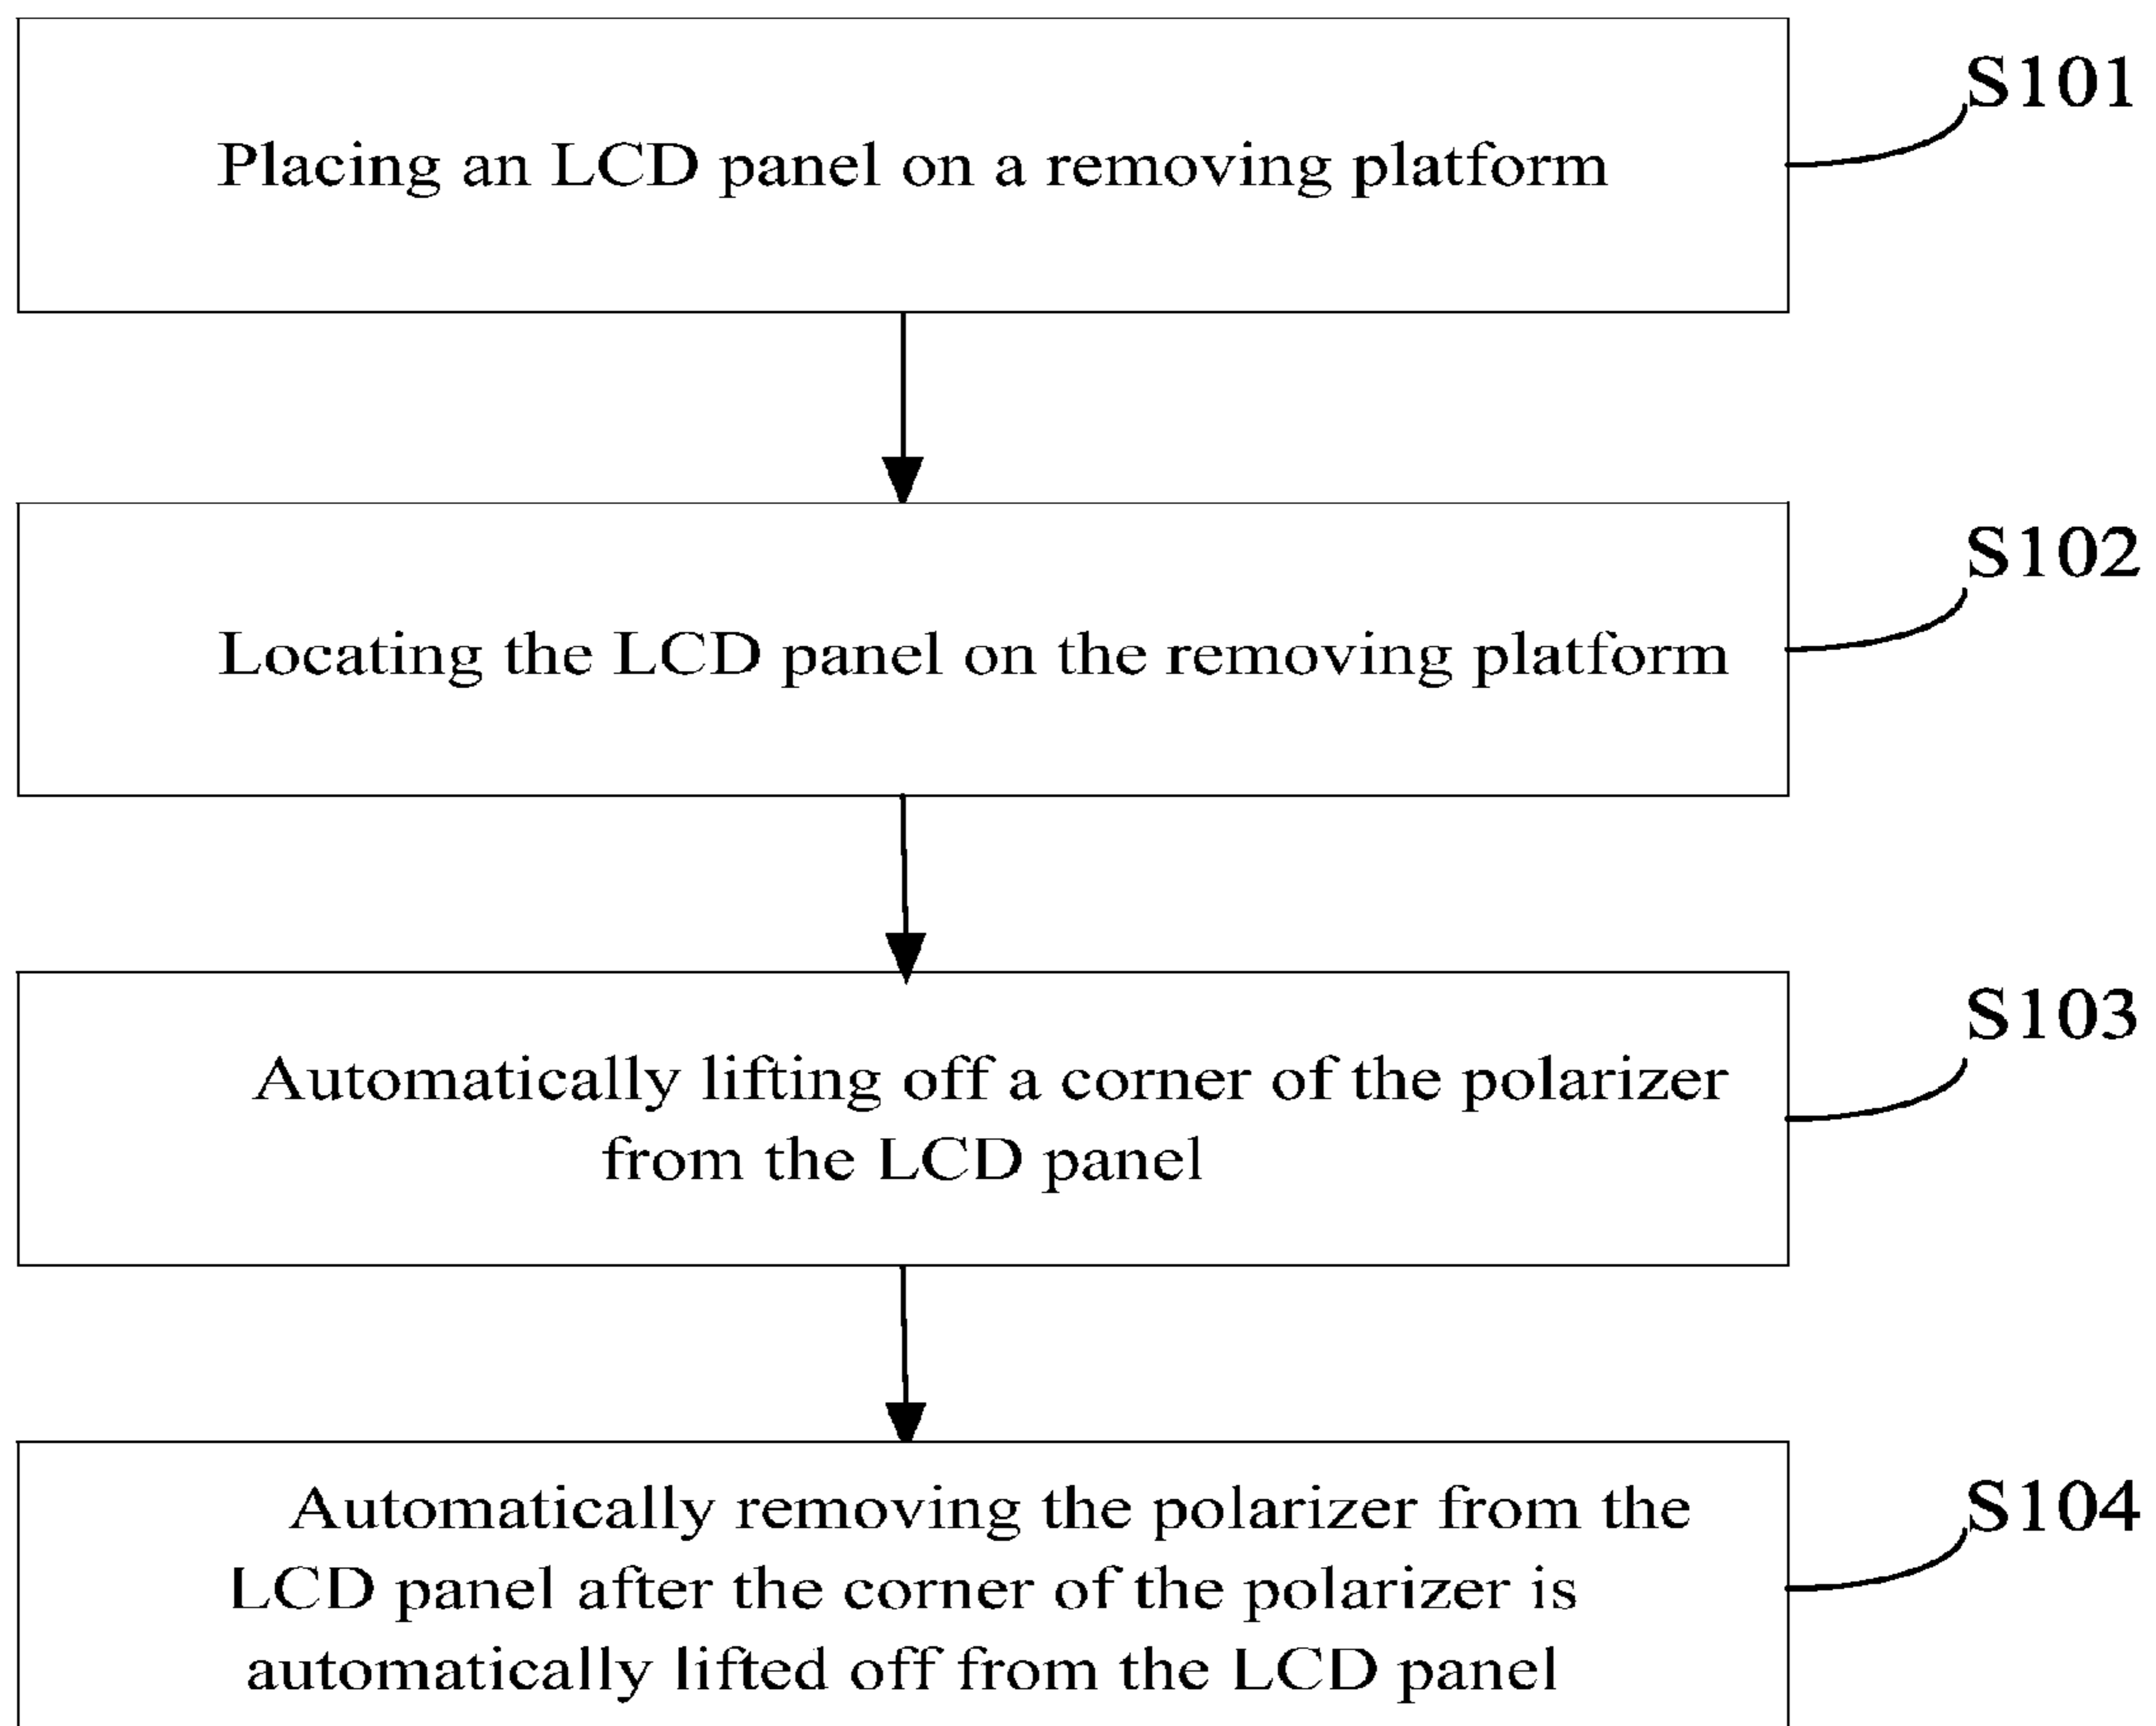 S101
Placing an LCD panel on a removing platform
S102
Locating the LCD panel on the removing platform
S103
Automatically lifting off a corner of the polarizer
from the LCD panel
S104
Automatically removing the polarizer from the
LCD panel after the corner of the polarizer is
automatically lifted off from the LCD panel